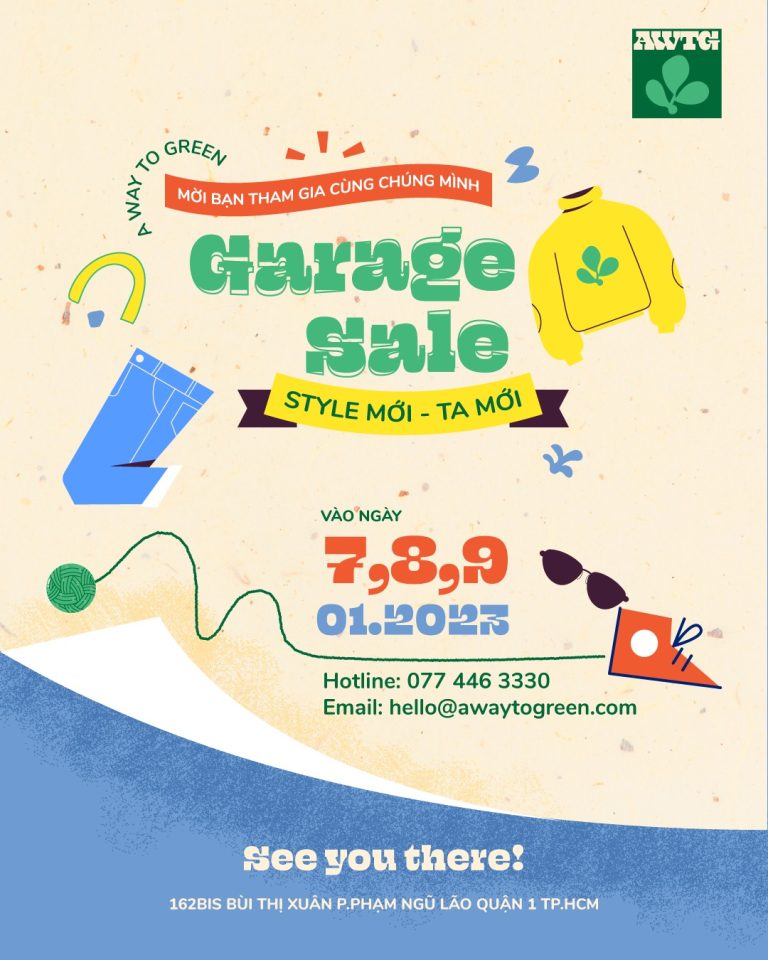 AWTG
A WAY TO GREEN
MỜI BẠN THAM GIA CÙNG CHÚNG MÌNH
Garage
Sale
STYLE MỚI - TA MỚI
VÀO NGÀY
7,8,9
01.2023
Hotline: 077 446 3330
Email: hello@awaytogreen.com
See you there!
162BIS BÙI THỊ XUÂN P.PHẠM NGŨ LÃO QUẬN 1 TP.HCM